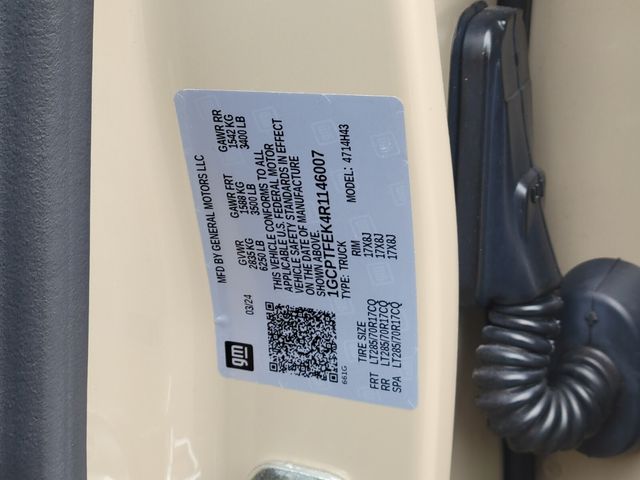 MFD BY GENERAL MOTORS LLC
03/24
GVWR
2835 KG
6250 LB
GAWR FRT
1588 KG
3500 LB
GAWR RR
1542 KG
3400 LB
THIS VEHICLE CONFORMS TO ALL
APPLICABLE U.S. FEDERAL MOTOR
VEHICLE SAFETY STANDARDS IN EFFECT
ON THE DATE OF MANUFACTURE
SHOWN ABOVE.
1GCPTFEK4R1146007
TYPE: TRUCK
MODEL: 4714H43
gm
661G
TIRE SIZE RIM
FRT LT285/70R17CQ 17X8J
RR LT285/70R17CQ 17X8J
SPA LT285/70R17CQ 17X8J